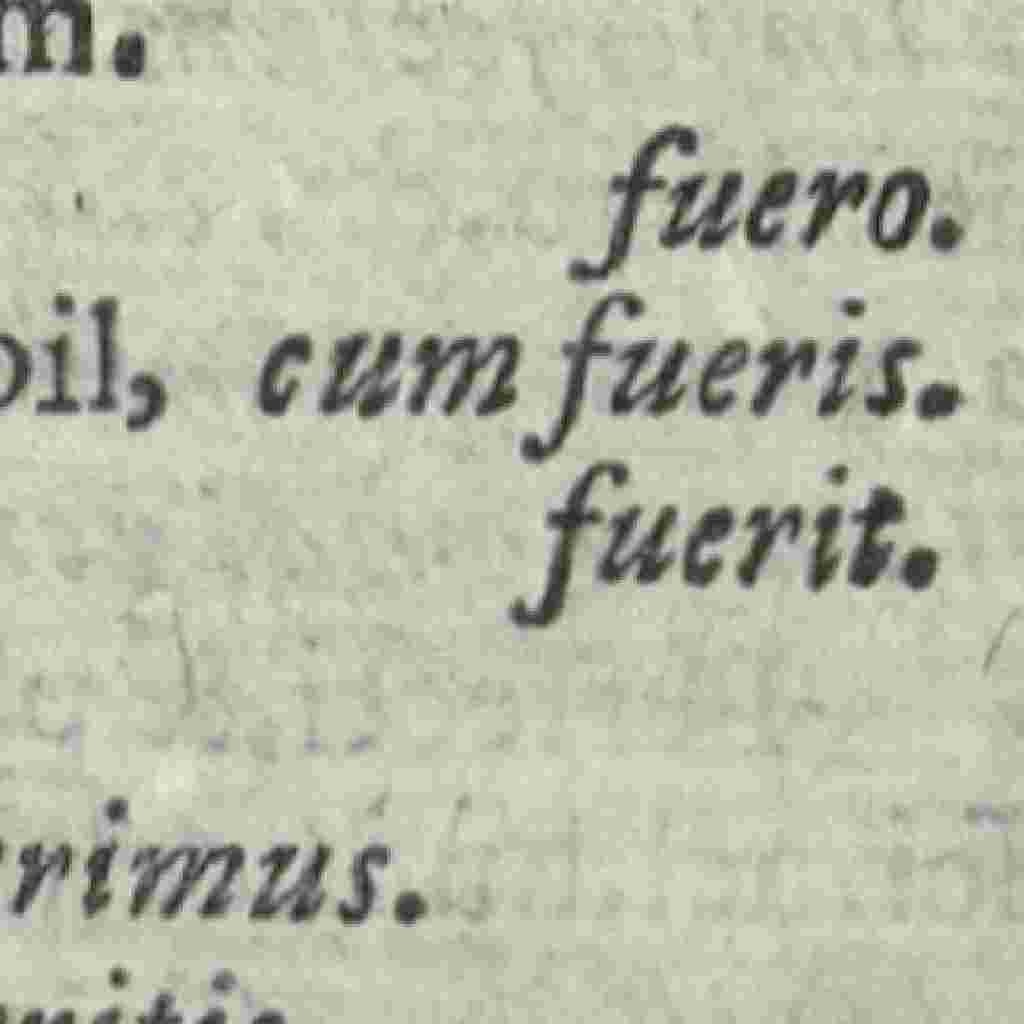 m.
fuero.
oil, cum fueris.
fuerit.
rimus.